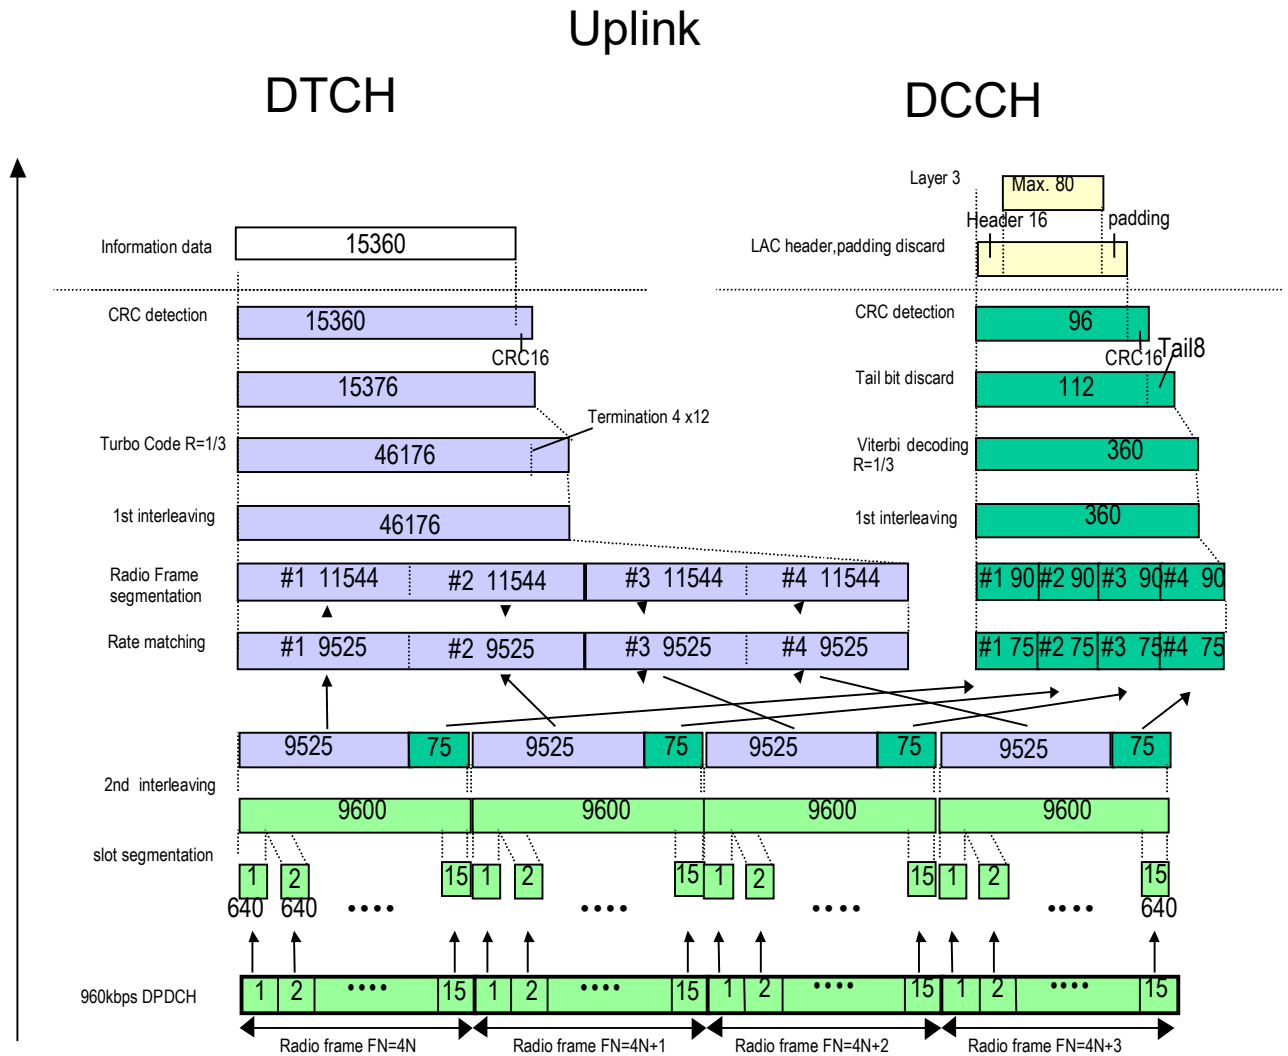 Uplink
DTCH
DCCH
Layer 3
Max. 80
Header 16
padding
Information data
15360
LAC header,padding discard
CRC detection
15360
CRC16
CRC detection
96
CRC16
Tail8
15376
Tail bit discard
112
Termination 4 x12
Turbo Code R=1/3
46176
Viterbi decoding
R=1/3
360
1st interleaving
46176
1st interleaving
360
Radio Frame
segmentation
#1 11544
#2 11544
#3 11544
#4 11544
#1 90
#2 90
#3 90
#4 90
Rate matching
#1 9525
#2 9525
#3 9525
#4 9525
#1 75
#2 75
#3 75
#4 75
9525
75
9525
75
9525
75
9525
75
2nd interleaving
9600
9600
9600
9600
slot segmentation
1
2
15
1
2
15
1
2
15
1
2
15
640
640
••••
••••
••••
••••
640
960kbps DPDCH
1
2
••••
15
1
2
••••
15
1
2
••••
15
1
2
••••
15
Radio frame FN=4N
Radio frame FN=4N+1
Radio frame FN=4N+2
Radio frame FN=4N+3